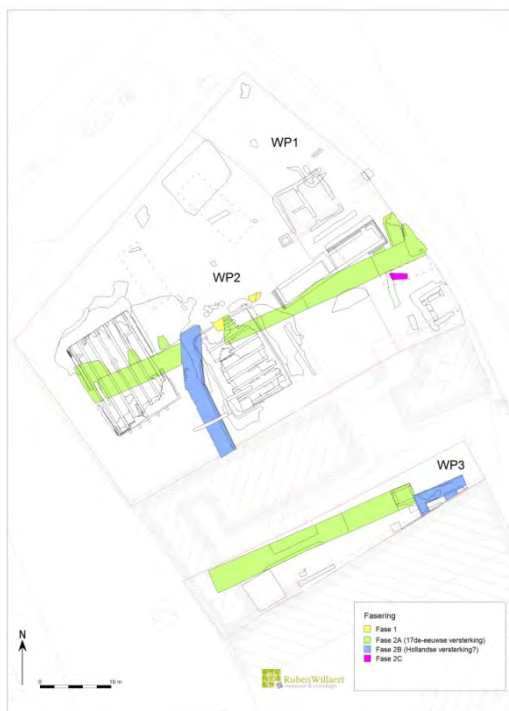 WP1
WP2
WP3
Fasering
Fase 1
Fase 2A (17de-eeuwse versterking)
Fase 2B (Hollandse versterking?)
Fase 2C
N
0
RubenWillaert